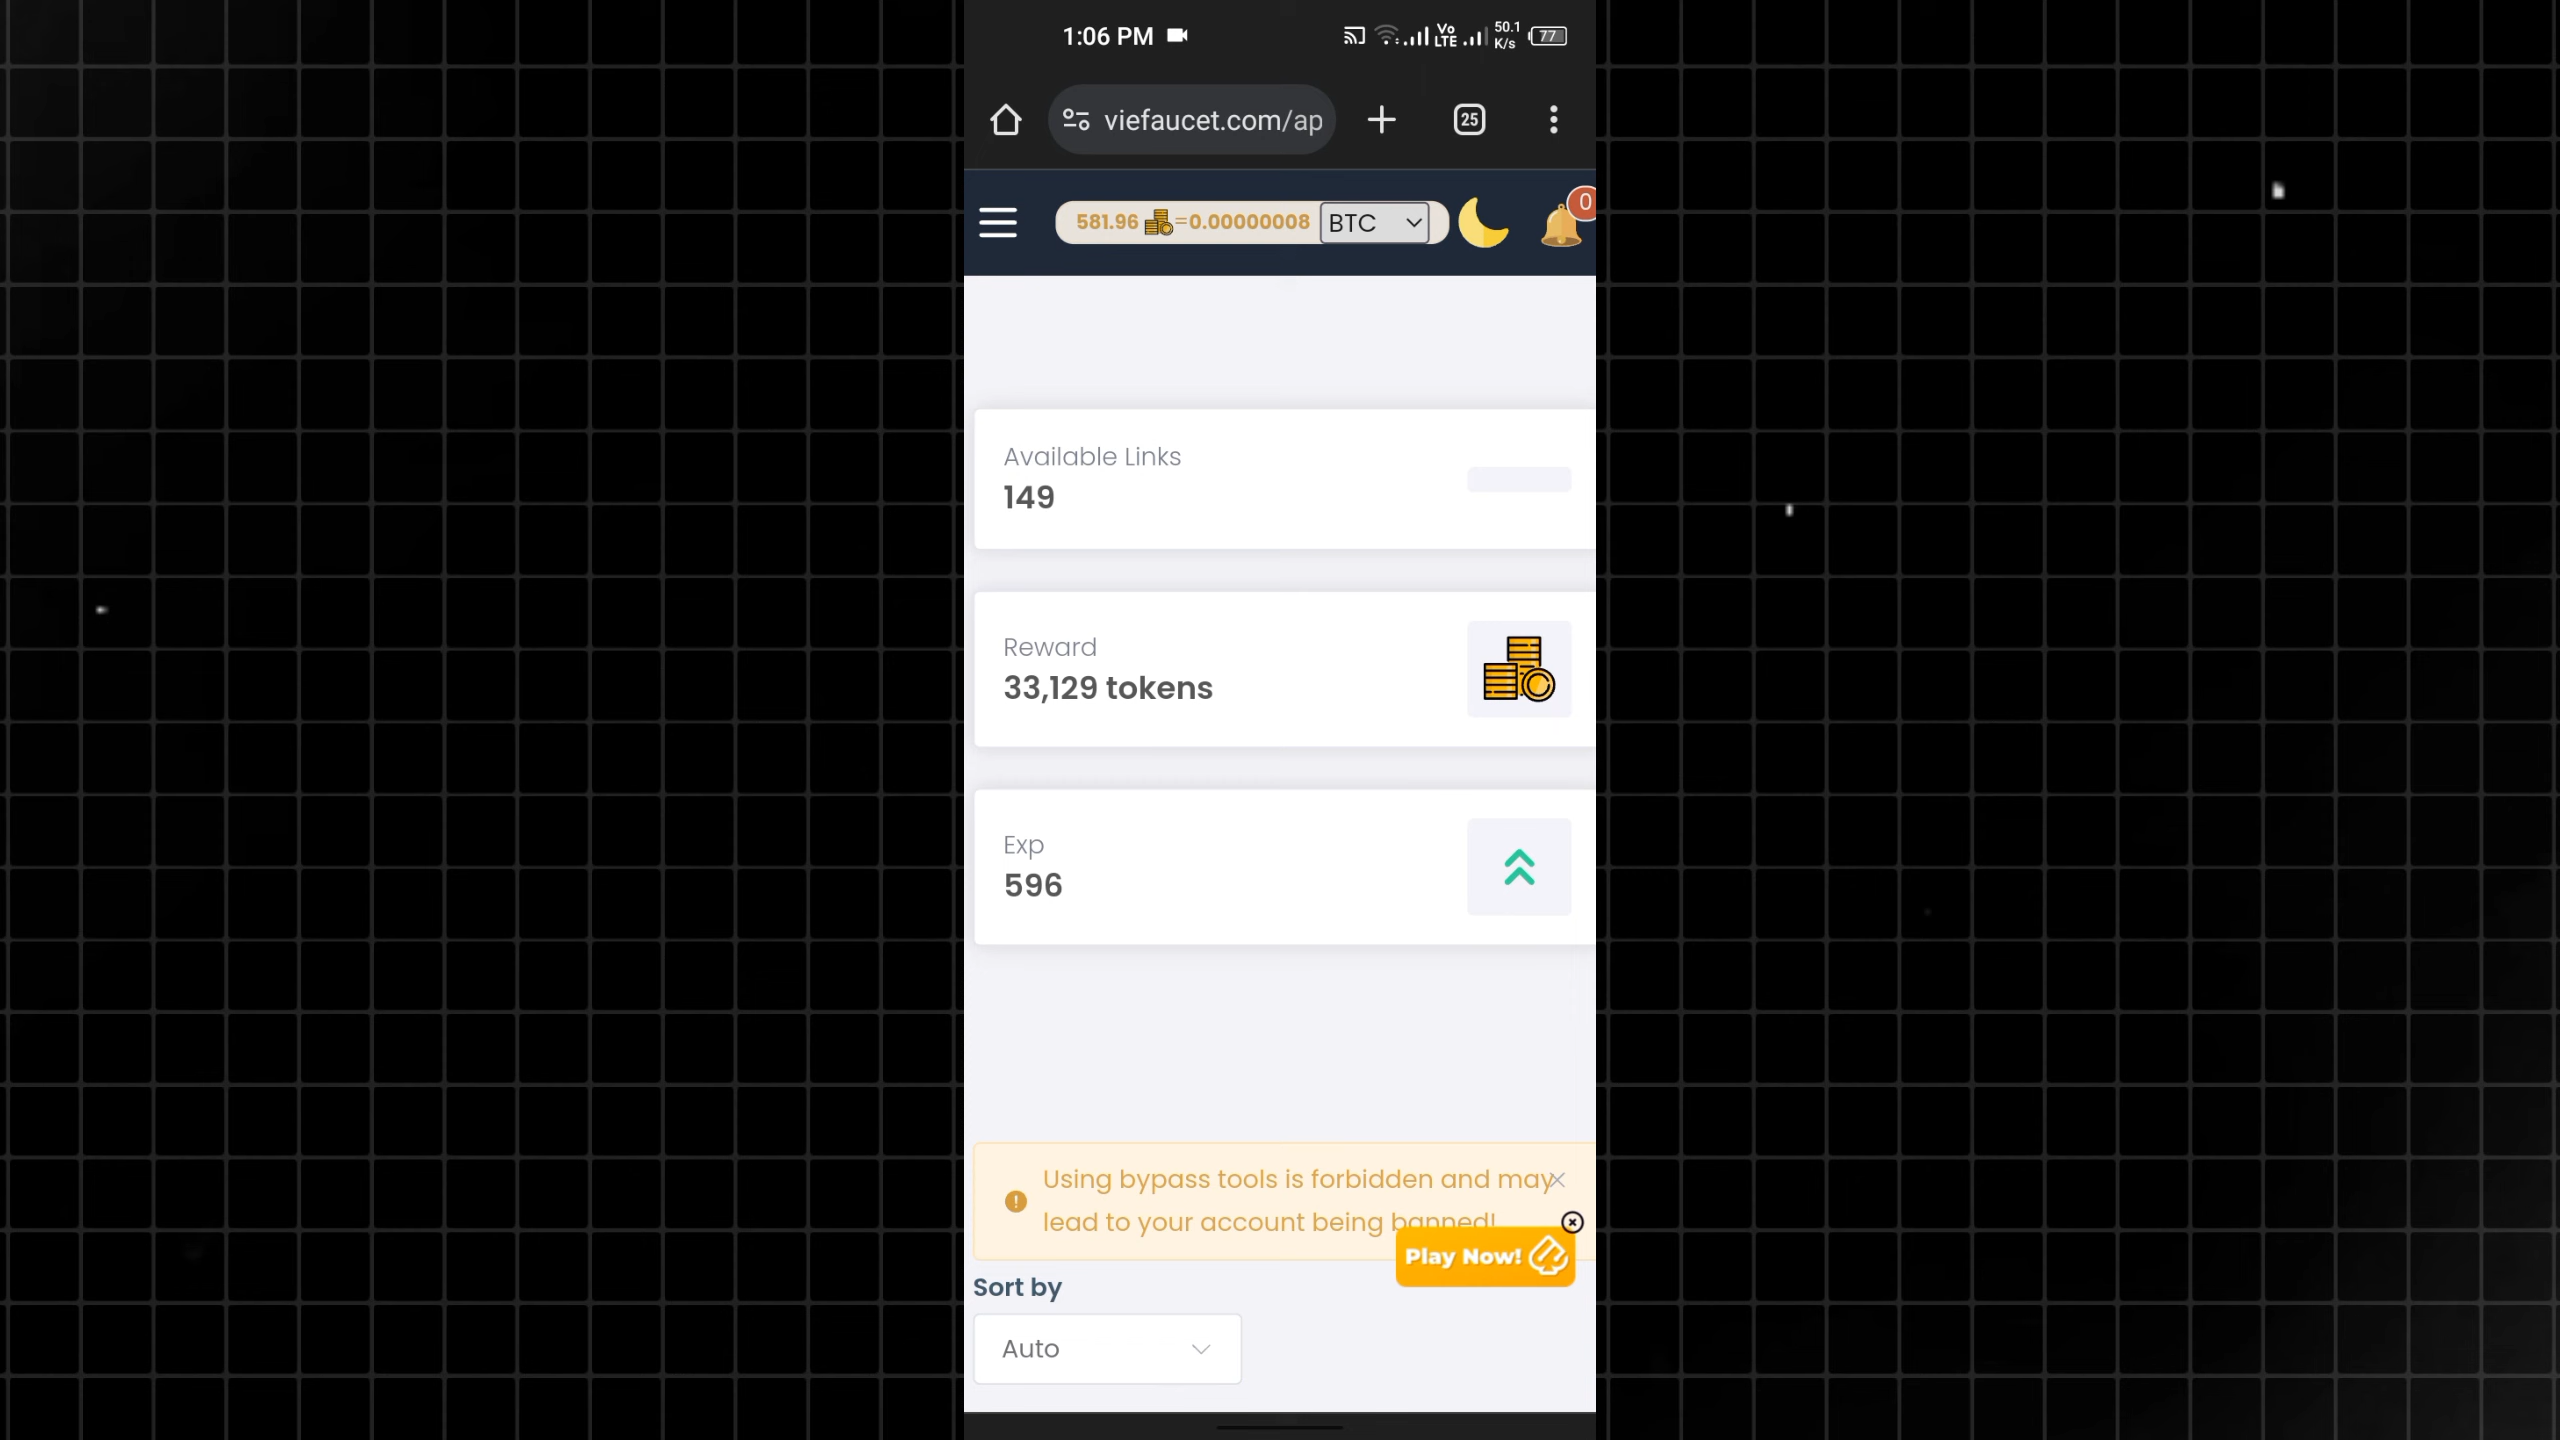 1:06 PM
Vo LTE
50.1 K/s
77
viefaucet.com/ap
25
581.96 =0.00000008 BTC
0
Available Links
149
Reward
33,129 tokens
Exp
596
Using bypass tools is forbidden and may
lead to your account being banned!
Play Now!
Sort by
Auto